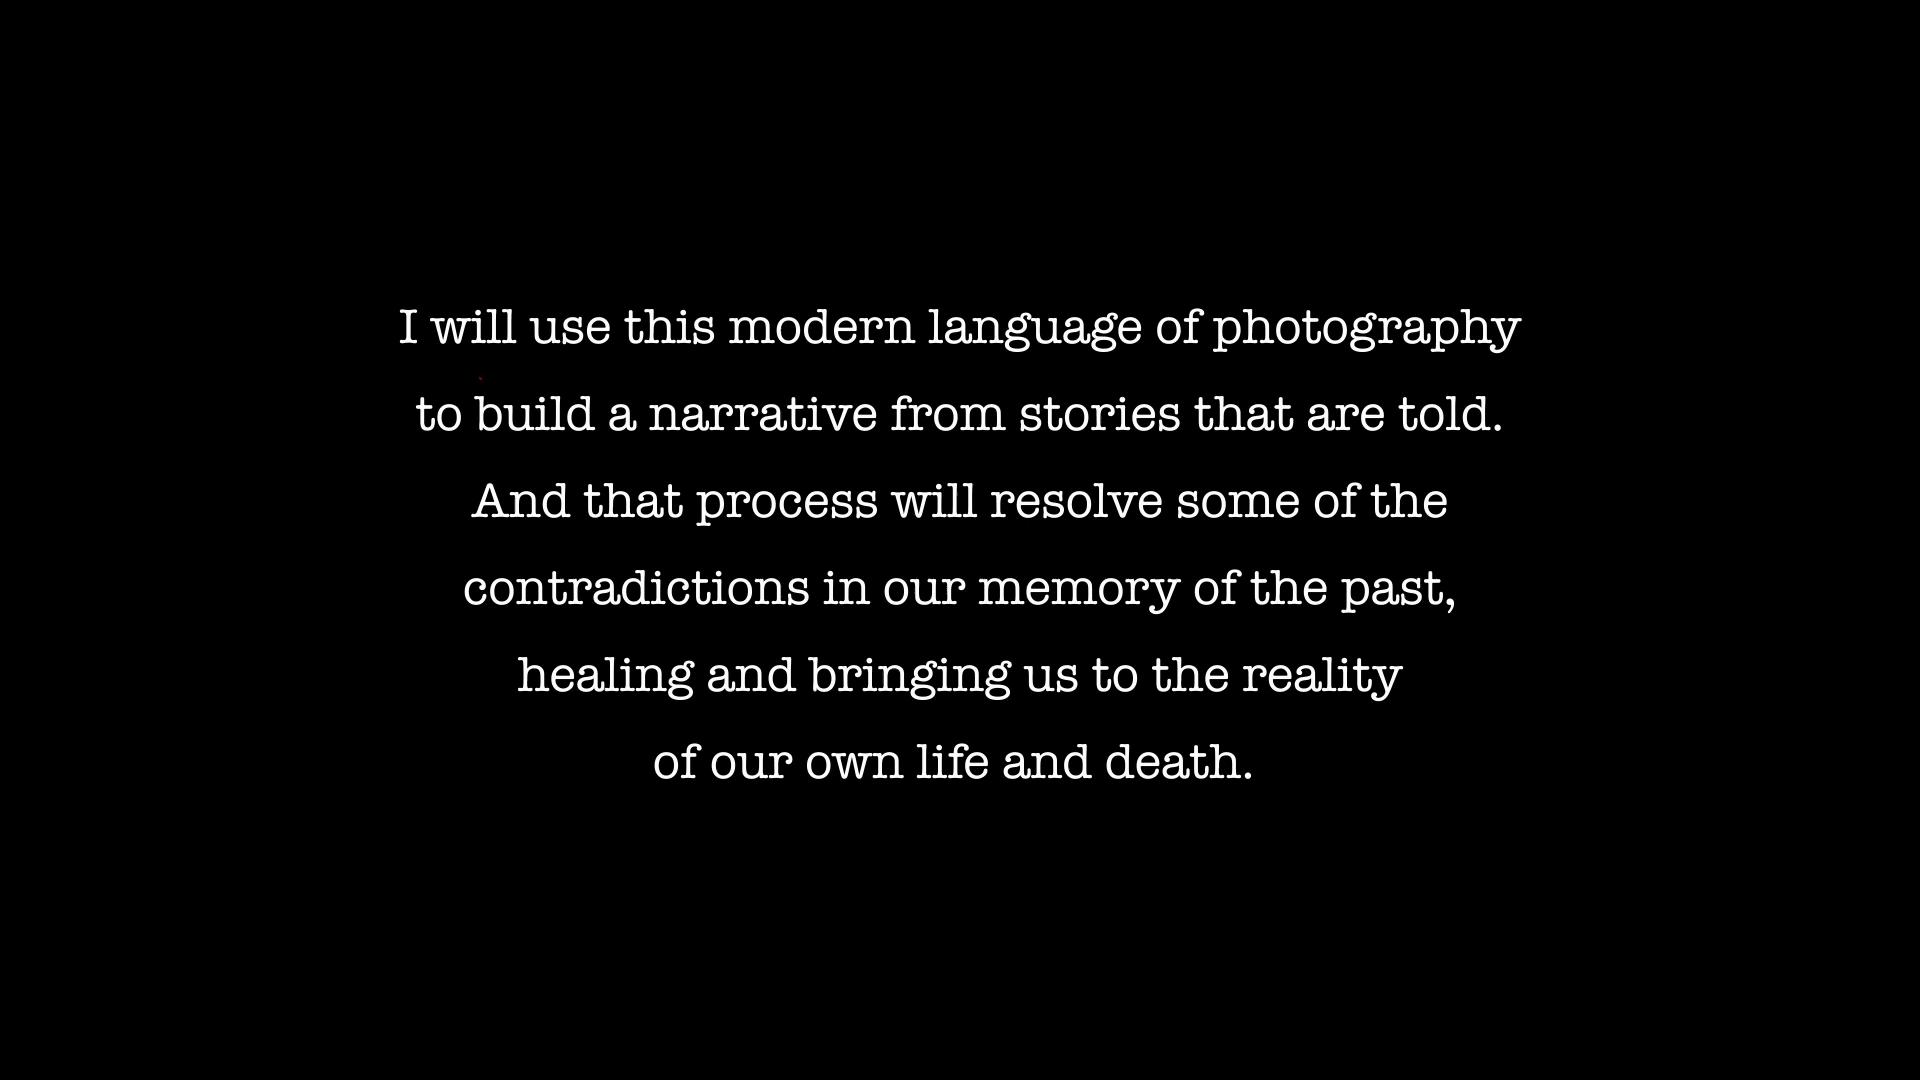 I will use this modern language of photography
to build a narrative from stories that are told.
And that process will resolve some of the
contradictions in our memory of the past,
healing and bringing us to the reality
of our own life and death.